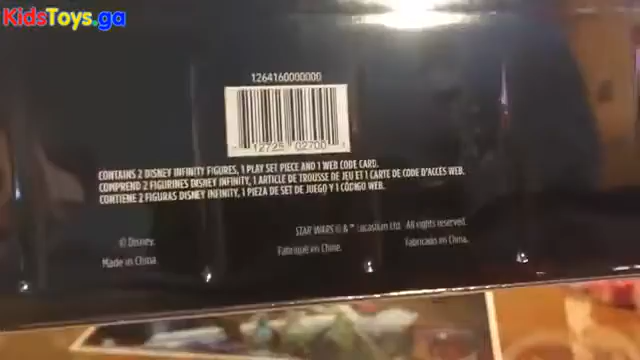 KidsToys.ga
1264160000000
12725 02700
CONTAINS 2 DISNEY INFINITY FIGURES, 1 PLAY SET PIECE AND 1 WEB CODE CARD.
COMPREND 2 FIGURINES DISNEY INFINITY, 1 ARTICLE DE TROUSSE DE JEU ET 1 CARTE DE CODE D'ACCÈS WEB.
CONTIENE 2 FIGURAS DISNEY INFINITY, 1 PIEZA DE SET DE JUEGO Y 1 CÓDIGO WEB.
© Disney.
STAR WARS © & ™ Lucasfilm Ltd. All rights reserved.
Made in China.
Fabriqué en Chine.
Fabricado en China.